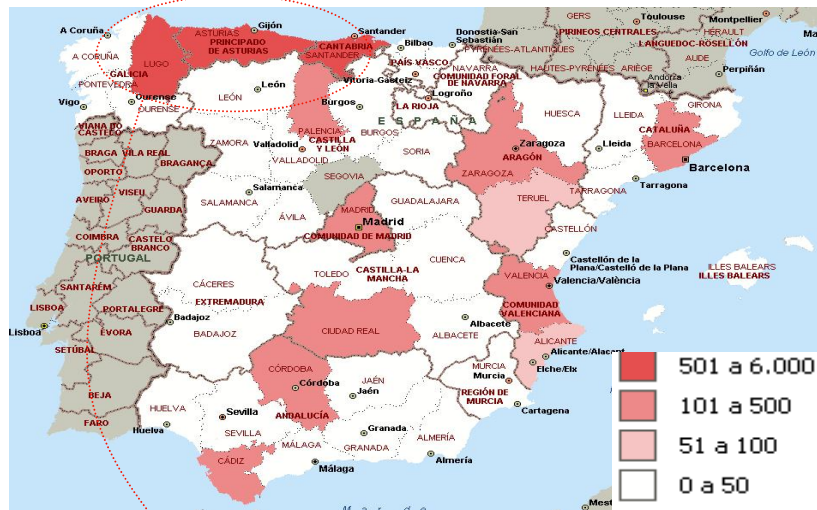 GERS
Toulouse
Montpellier
A Coruña
ASTURIAS
Gijón
Santander
Donostia-San
Sebastián
PIRINEOS CENTRALES
HÉRAULT
LANGUEDOC-ROSELLÓN
Golfo de León
A CORUÑA
LUGO
PRINCIPADO
DE ASTURIAS
CANTABRIA
SANTANDER
Bilbao
PYRÉNÉES-ATLANTIQUES
HAUTES-PYRÉNÉES
ARIÈGE
AUDE
GALICIA
PONTEVEDRA
PAÍS VASCO
NAVARRA
COMUNIDAD FORAL
DE NAVARRA
Andorra
la Vella
Perpiñán
Vitoria-Gasteiz
León
LEÓN
Logroño
LA RIOJA
Vigo
Ourense
OURENSE
Burgos
ESPAÑA
HUESCA
LLEIDA
GIRONA
VIANA DO
CASTELO
PALENCIA
CASTILLA
Y LEÓN
BURGOS
CATALUÑA
BRAGA
VILA REAL
BRAGANÇA
ZAMORA
Valladolid
VALLADOLID
SORIA
Zaragoza
ARAGÓN
ZARAGOZA
Lleida
BARCELONA
Barcelona
OPORTO
SEGOVIA
Tarragona
TARRAGONA
AVEIRO
VISEU
GUARDA
Salamanca
SALAMANCA
ÁVILA
MADRID
Madrid
COMUNIDAD DE MADRID
GUADALAJARA
TERUEL
CASTELLÓN
COIMBRA
CASTELO
BRANCO
PORTUGAL
CUENCA
Castellón de la
Plana/Castelló de la Plana
ILLES BALEARS
ILLES BALEARS
SANTARÉM
CÁCERES
TOLEDO
CASTILLA-LA
MANCHA
VALENCIA
Valencia/València
LISBOA
Lisboa
PORTALEGRE
EXTREMADURA
Badajoz
BADAJOZ
COMUNIDAD
VALENCIANA
ÉVORA
CIUDAD REAL
Albacete
ALBACETE
ALICANTE
SETÚBAL
Alicante/Alacant
Elche/Elx
CÓRDOBA
Córdoba
MURCIA
Murcia
REGIÓN DE
MURCIA
BEJA
JAÉN
Jaén
Cartagena
FARO
HUELVA
Huelva
Sevilla
SEVILLA
ANDALUCÍA
Granada
GRANADA
MÁLAGA
Málaga
ALMERÍA
Almería
CÁDIZ
501 a 6.000
101 a 500
51 a 100
0 a 50